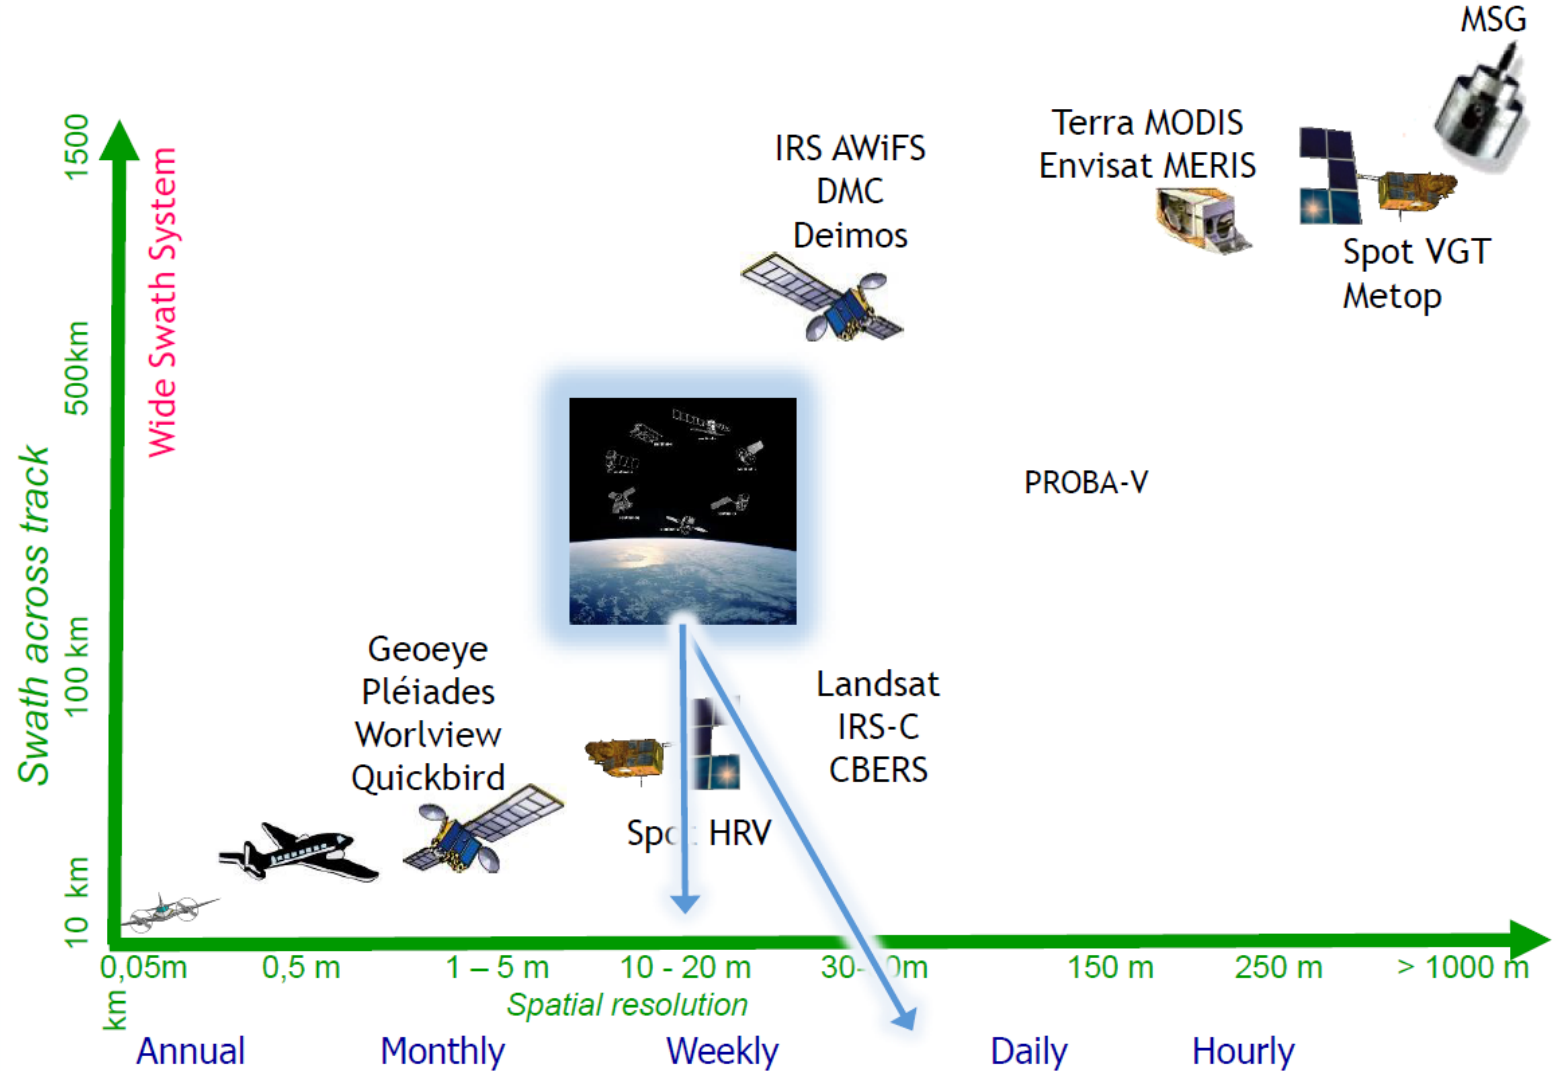 MSG
Terra MODIS
Envisat MERIS
IRS AWiFS
DMC
Deimos
Spot VGT
Metop
1500
Wide Swath System
500km
PROBA-V
Swath across track
100 km
Geoeye
Pléiades
Worlview
Quickbird
Landsat
IRS-C
CBERS
Spot HRV
10 km
0,05m 0,5 m 1 – 5 m 10 - 20 m 150 m 250 m > 1000 m
km
Spatial resolution
Annual Monthly Weekly Daily Hourly